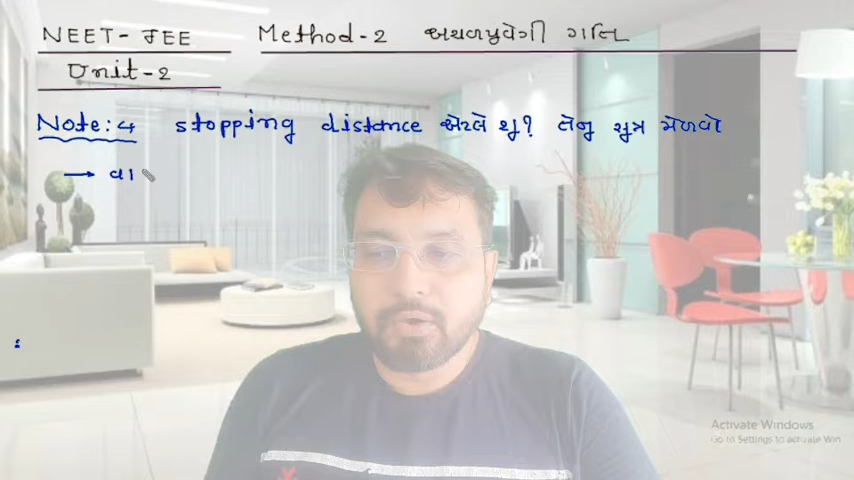 NEET- JEE Method-2 અચળપ્રવેગી ગતિ
Unit-2
Note:4 stopping distance એટલે શુ? તેનુ સુત્ર મેળવો
→ વા
Activate Windows
Go to Settings to activate Win